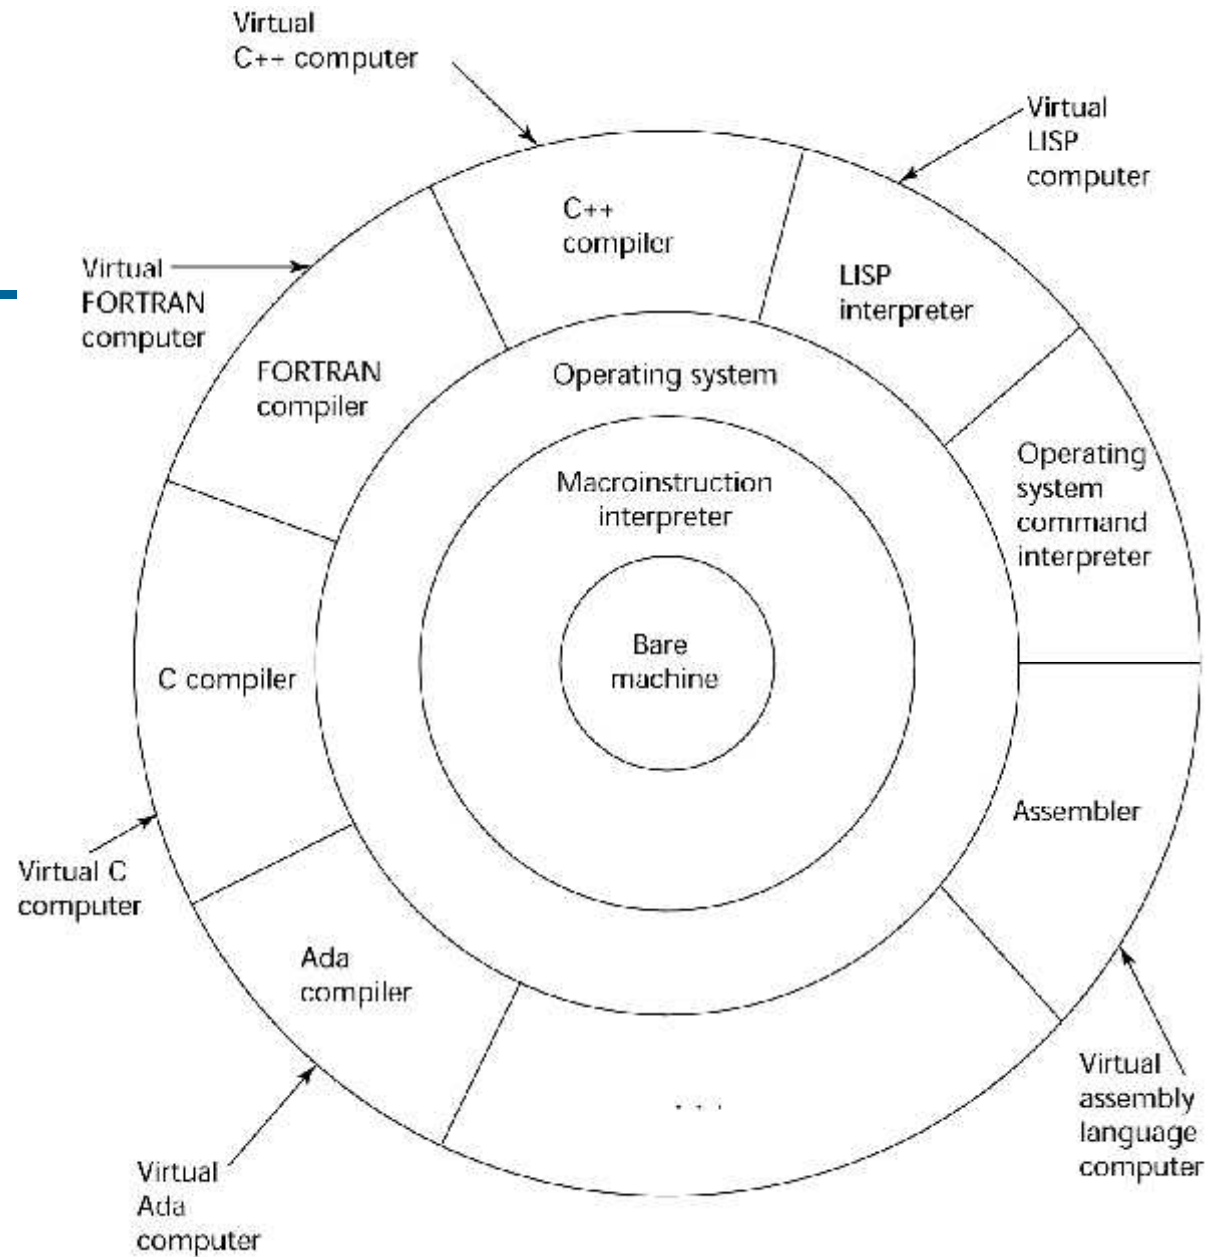 Virtual
C++ computer
Virtual
LISP
computer
C++
compiler
Virtual
FORTRAN
computer
LISP
interpreter
FORTRAN
compiler
Operating system
Operating
system
command
interpreter
Macroinstruction
interpreter
Bare
machine
C compiler
Assembler
Virtual C
computer
Ada
compiler
Virtual
assembly
language
computer
. . .
Virtual
Ada
computer